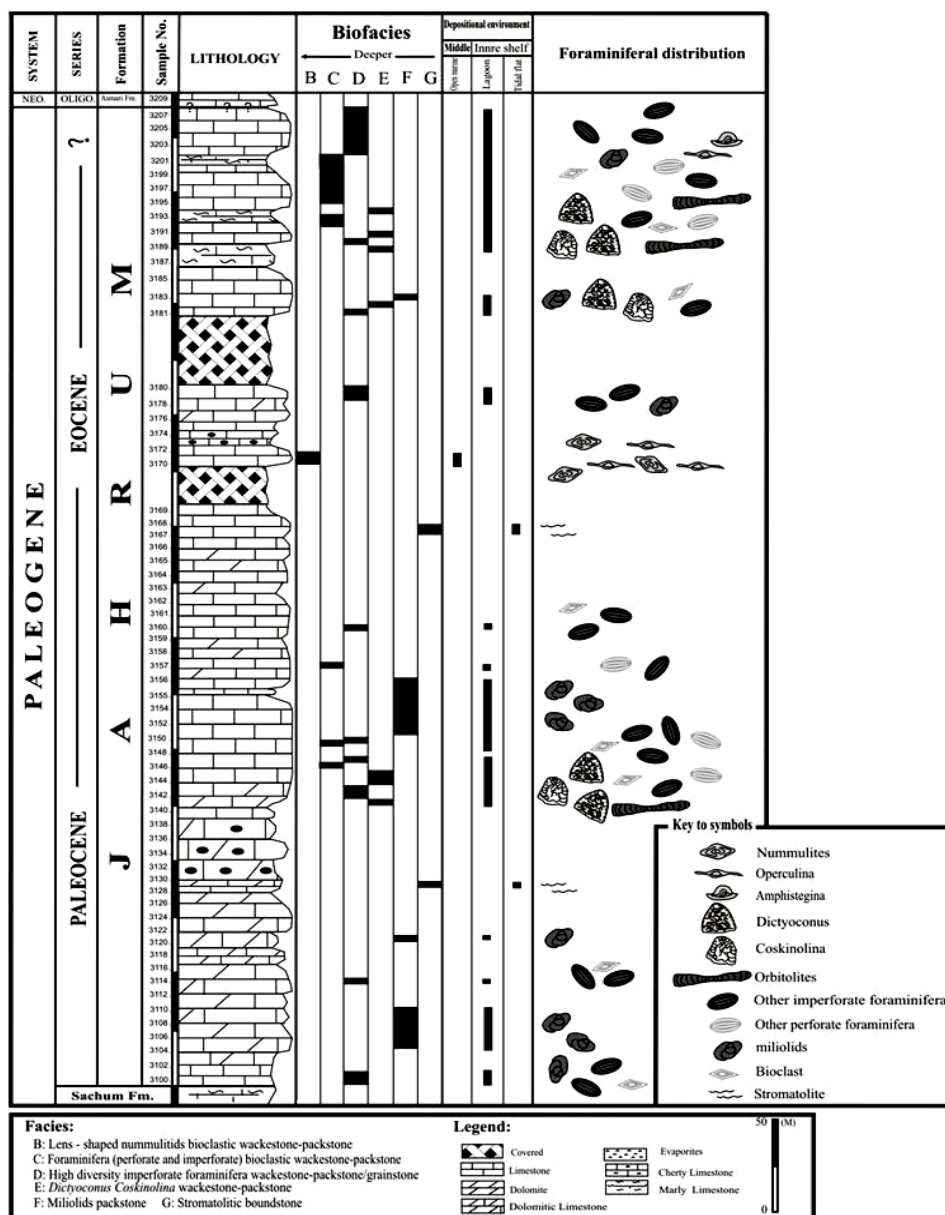 SYSTEM
SERIES
Formation
Sample No.
LITHOLOGY
Biofacies
Deeper
B C D E F G
Depositional environment
Middle Innre shelf
Open marine
Lagoon
Tidal flat
Foraminiferal distribution
NEO. OLIGO. Asmari Fm. 3209
? ? ?
PALEOGENE
?
EOCENE
PALEOCENE
JAHRUM
3207
3205
3203
3201
3199
3197
3195
3193
3191
3189
3187
3185
3183
3181
3180
3178
3176
3174
3172
3170
3169
3168
3167
3166
3165
3164
3163
3162
3161
3160
3159
3158
3157
3156
3155
3154
3152
3150
3148
3146
3144
3142
3140
3138
3136
3134
3132
3130
3128
3126
3124
3122
3120
3118
3116
3114
3112
3110
3108
3106
3104
3102
3100
Sachum Fm.
Key to symbols
Nummulites
Operculina
Amphistegina
Dictyoconus
Coskinolina
Orbitolites
Other imperforate foraminifera
Other perforate foraminifera
miliolids
Bioclast
Stromatolite
Facies:
B: Lens - shaped nummulitids bioclastic wackestone-packstone
C: Foraminifera (perforate and imperforate) bioclastic wackestone-packstone
D: High diversity imperforate foraminifera wackestone-packstone/grainstone
E: Dictyoconus Coskinolina wackestone-packstone
F: Miliolids packstone G: Stromatolitic boundstone
Legend:
Covered
Limestone
Dolomite
Dolomitic Limestone
Evaporites
Cherty Limestone
Marly Limestone
50 (M)
0